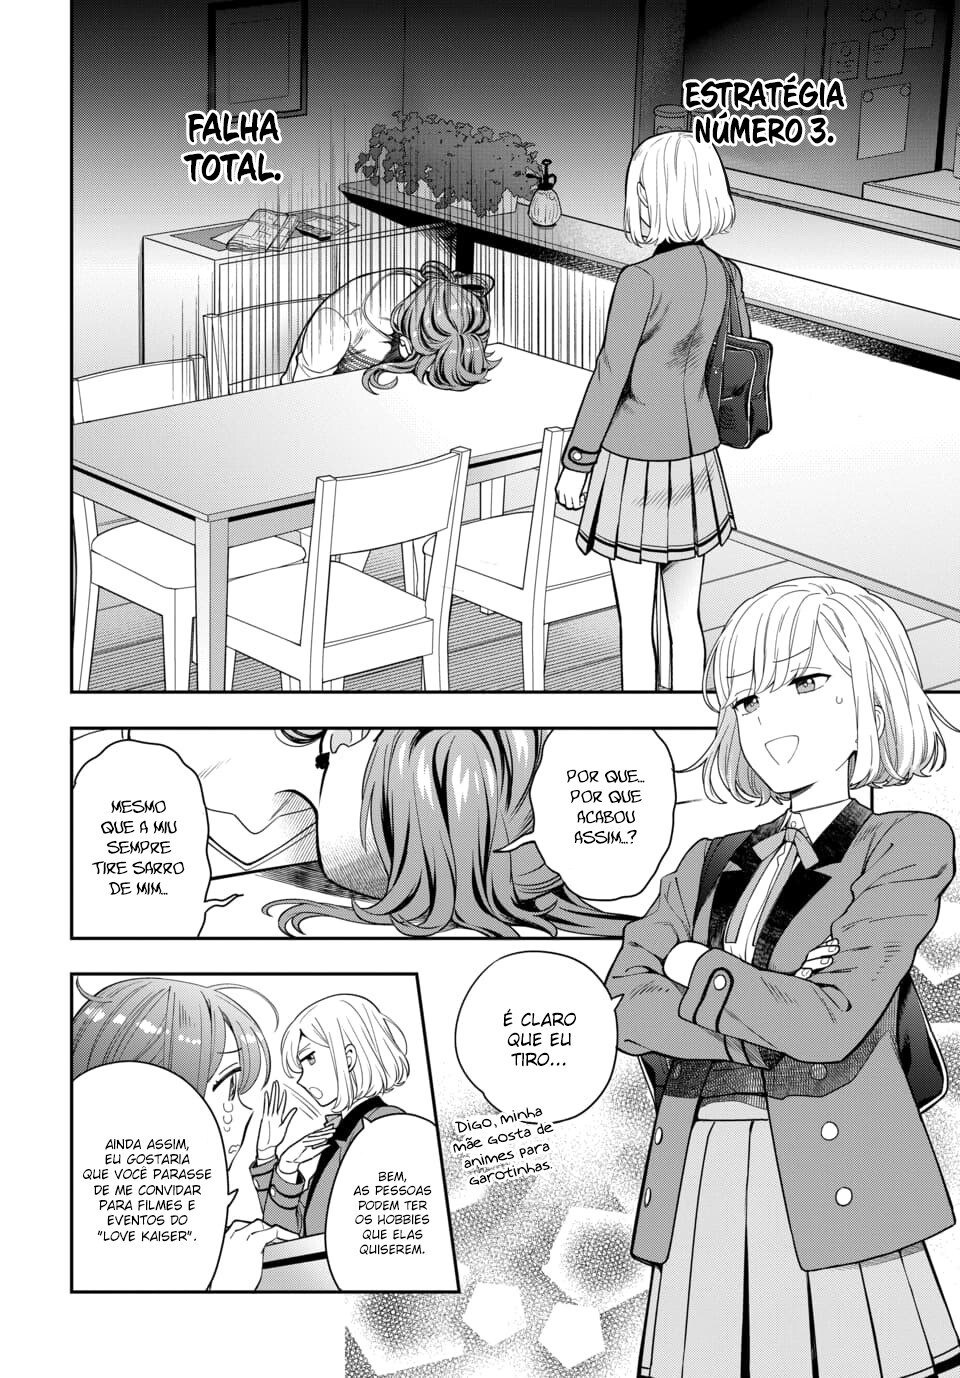 ESTRATÉGIA
NÚMERO 3.
FALHA
TOTAL.
POR QUE...
POR QUE
ACABOU
ASSIM...?
MESMO
QUE A MIU
SEMPRE
TIRE SARRO
DE MIM...
É CLARO
QUE EU
TIRO...
DIGO, minha
mãe GOSTA DE
animes para
Garotinhas.
BEM,
AS PESSOAS
PODEM TER
OS HOBBIES
QUE ELAS
QUISEREM.
AINDA ASSIM,
EU GOSTARIA
QUE VOCÊ PARASSE
DE ME CONVIDAR
PARA FILMES E
EVENTOS DO
"LOVE KAISER".